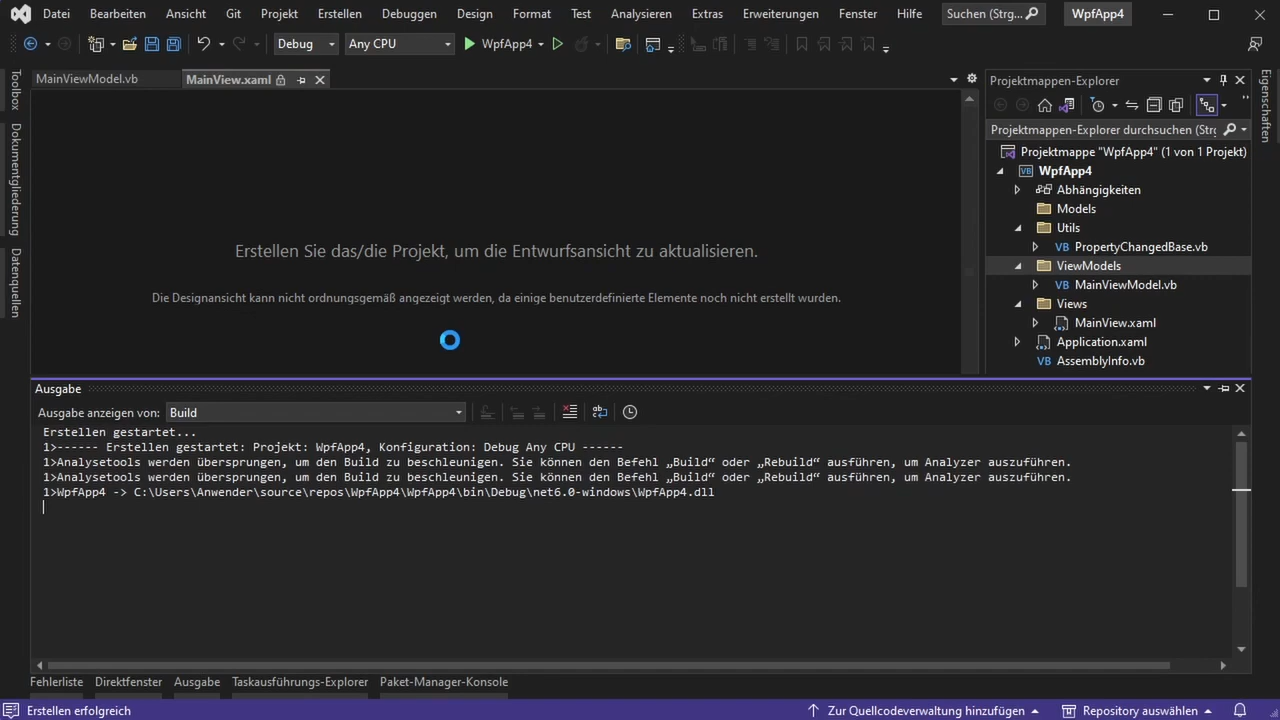 Datei Bearbeiten Ansicht Git Projekt Erstellen Debuggen Design Format Test Analysieren Extras Erweiterungen Fenster Hilfe Suchen (Strg,... WpfApp4
Debug Any CPU WpfApp4
MainViewModel.vb MainView.xaml
Toolbox
Dokumentgliederung
Datenquellen
Erstellen Sie das/die Projekt, um die Entwurfsansicht zu aktualisieren.
Die Designansicht kann nicht ordnungsgemäß angezeigt werden, da einige benutzerdefinierte Elemente noch nicht erstellt wurden.
Projektmappen-Explorer
Projektmappen-Explorer durchsuchen (Strg
Projektmappe "WpfApp4" (1 von 1 Projekt)
VB WpfApp4
Abhängigkeiten
Models
Utils
VB PropertyChangedBase.vb
ViewModels
VB MainViewModel.vb
Views
MainView.xaml
Application.xaml
VB AssemblyInfo.vb
Eigenschaften
Ausgabe
Ausgabe anzeigen von: Build
Erstellen gestartet...
1>------ Erstellen gestartet: Projekt: WpfApp4, Konfiguration: Debug Any CPU ------
1>Analysetools werden übersprungen, um den Build zu beschleunigen. Sie können den Befehl „Build“ oder „Rebuild“ ausführen, um Analyzer auszuführen.
1>Analysetools werden übersprungen, um den Build zu beschleunigen. Sie können den Befehl „Build“ oder „Rebuild“ ausführen, um Analyzer auszuführen.
1>WpfApp4 -> C:\Users\Anwender\source\repos\WpfApp4\WpfApp4\bin\Debug\net6.0-windows\WpfApp4.dll
Fehlerliste Direktfenster Ausgabe Taskausführungs-Explorer Paket-Manager-Konsole
Erstellen erfolgreich Zur Quellcodeverwaltung hinzufügen Repository auswählen